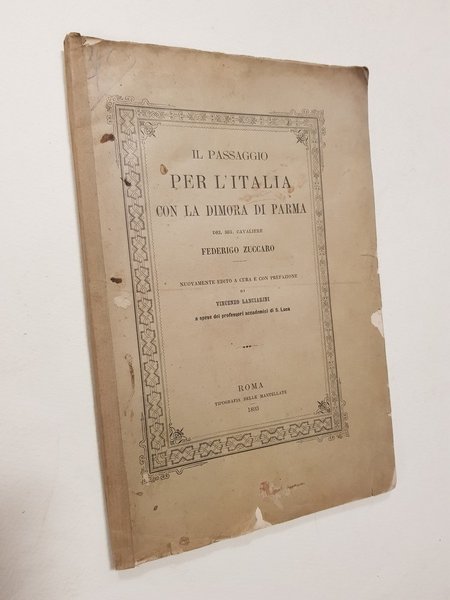 IL PASSAGGIO
PER L'ITALIA
CON LA DIMORA DI PARMA
DEL SIG. CAVALIERE
FEDERIGO ZUCCARO
NUOVAMENTE EDITO A CURA E CON PREFAZIONE
DI
VINCENZO LANCIARINI
a spese dei professori accademici di S. Luca
ROMA
TIPOGRAFIA DELLE MANTELLATE
1893